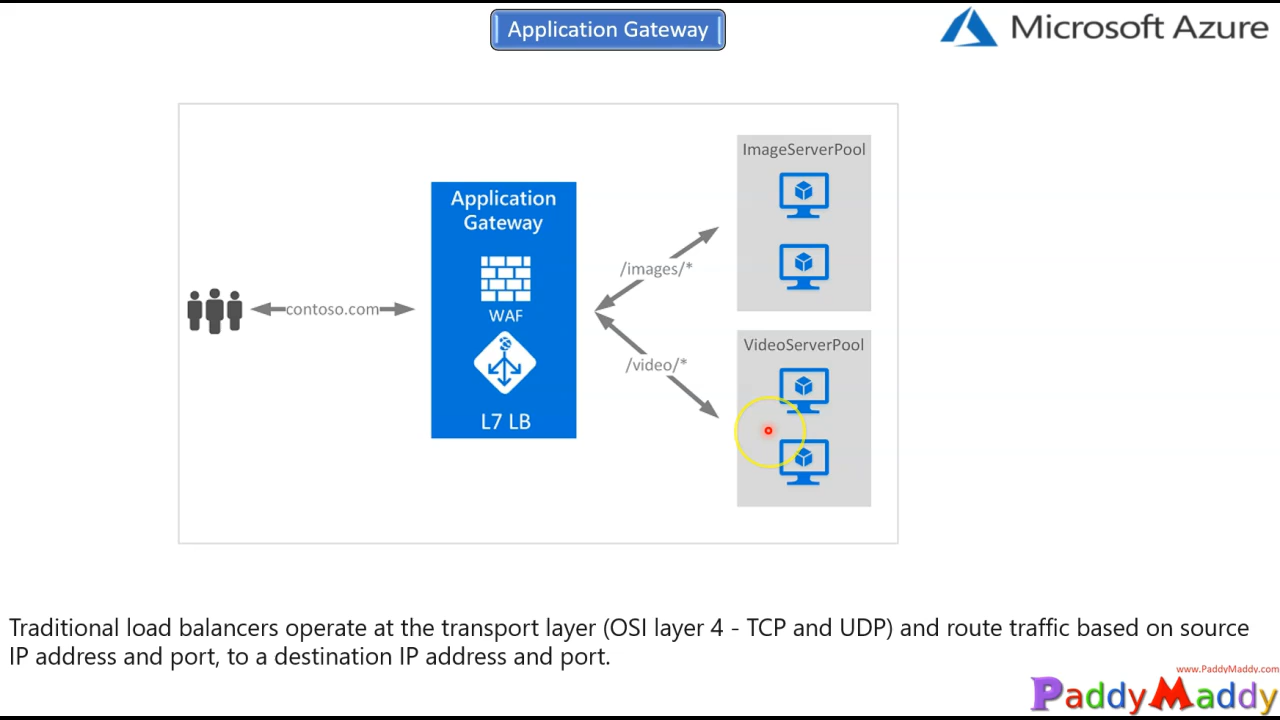 Application Gateway
Microsoft Azure
ImageServerPool
Application
Gateway
/images/*
contoso.com
WAF
VideoServerPool
/video/*
L7 LB
Traditional load balancers operate at the transport layer (OSI layer 4 - TCP and UDP) and route traffic based on source
IP address and port, to a destination IP address and port.
www.PaddyMaddy.com
PaddyMaddy